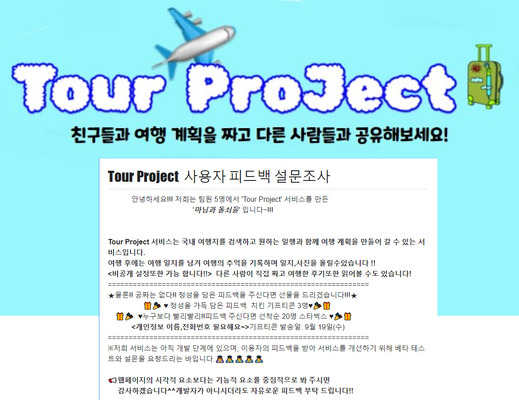 Tour ProJect
친구들과 여행 계획을 짜고 다른 사람들과 공유해보세요!
Tour Project 사용자 피드백 설문조사
안녕하세요!!!! 저희는 팀원 5명에서 'Tour Project' 서비스를 만든
'마님과 돌쇠들' 입니다~!!!
Tour Project 서비스는 국내 여행지를 검색하고 원하는 일행과 함께 여행 계획을 만들어 갈 수 있는 서
비스입니다.
여행 후에는 여행 일지를 남겨 여행의 추억을 기록하며 일지,사진을 올릴수있습니다 !!
<비공개 설정또한 가능 합니다!!> 다른 사람이 직접 짜고 여행한 후기또한 읽어볼 수도 있습니다!
================================================================
★물론!! 공짜는 없다!! 정성을 담은 피드백을 주신다면 선물을 드리겠습니다!!!★
🎁🍗 ♥ 정성을 가득 담은 피드백 치킨 기프티콘 3명♥🍗🎁
🎁🍗 ♥누구보다 빨리빨리!!피드백 주신다면 선착순 20명 스타벅스 ♥🍗🎁
<개인정보 이름,전화번호 필요해요~>기프티콘 발송일: 9월 19일(수)
================================================================
※저희 서비스는 아직 개발 단계에 있으며, 이용자의 피드백을 받아 서비스를 개선하기 위해 베타 테
스트와 설문을 요청드리는 바입니다.
웹페이지의 시각적 요소보다는 기능적 요소를 중점적으로 봐 주시면
감사하겠습니다^^개발자가 아니시더라도 자유로운 피드백 부탁 드립니다!!